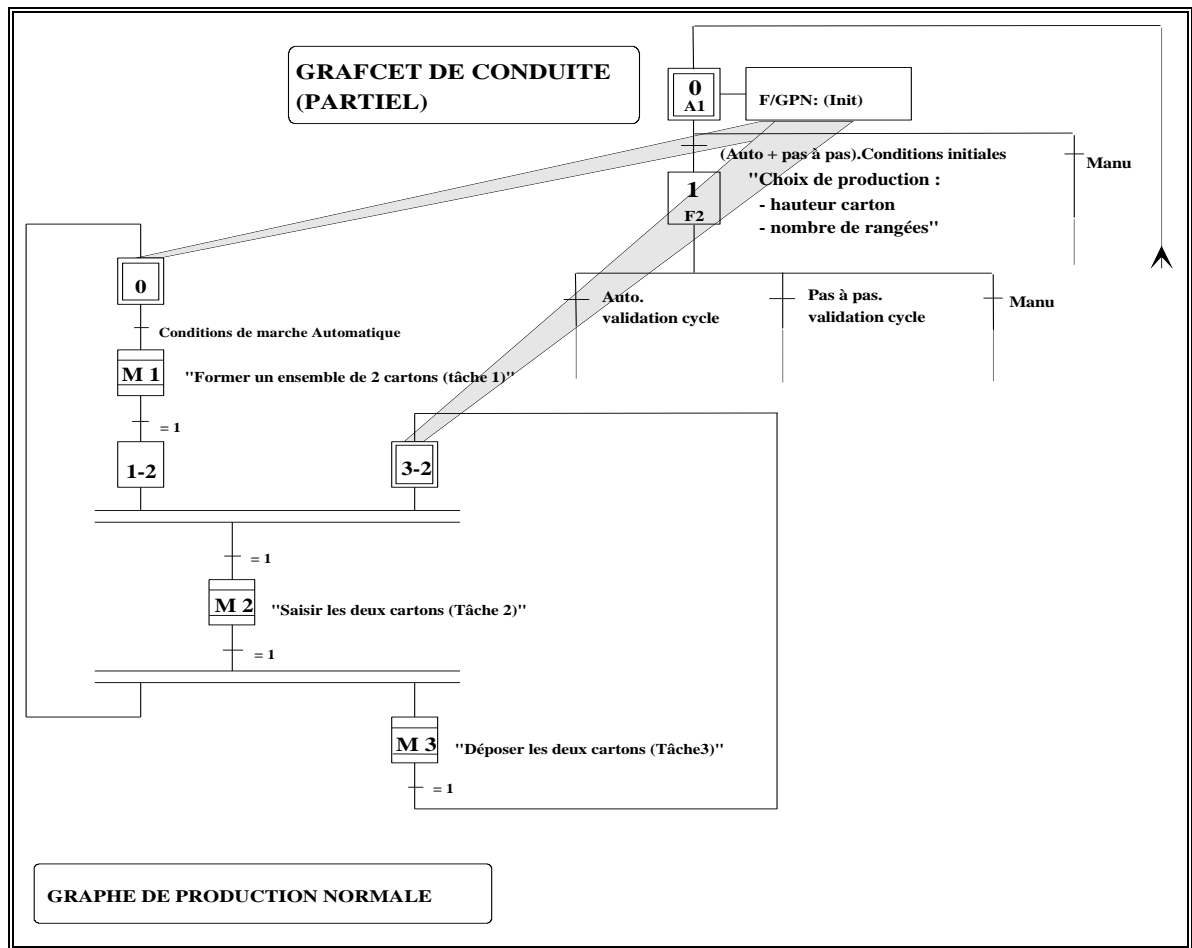 GRAFCET DE CONDUITE
(PARTIEL)
0
A1
F/GPN: (Init)
(Auto + pas à pas).Conditions initiales
Manu
1
F2
"Choix de production :
- hauteur carton
- nombre de rangées"
Auto.
validation cycle
Pas à pas.
validation cycle
Manu
0
Conditions de marche Automatique
M 1
"Former un ensemble de 2 cartons (tâche 1)"
= 1
1-2
3-2
= 1
M 2
"Saisir les deux cartons (Tâche 2)"
= 1
M 3
"Déposer les deux cartons (Tâche3)"
= 1
GRAPHE DE PRODUCTION NORMALE